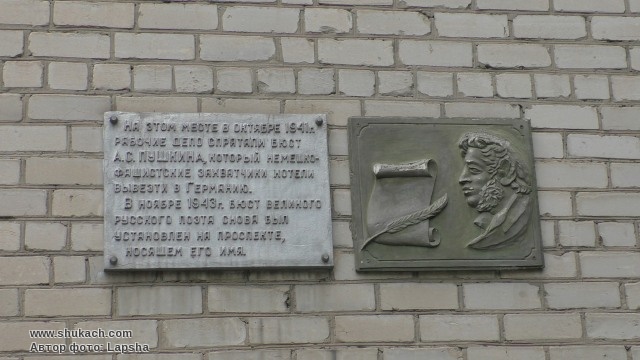 На этом месте в октябре 1941г.
рабочие депо спрятали бюст
А.С. Пушкина, который немецко-
фашистские захватчики хотели
вывезти в Германию.
В ноябре 1943г. бюст великого
русского поэта снова был
установлен на проспекте,
носящем его имя.
www.shukach.com
Автор фото: Lapsha